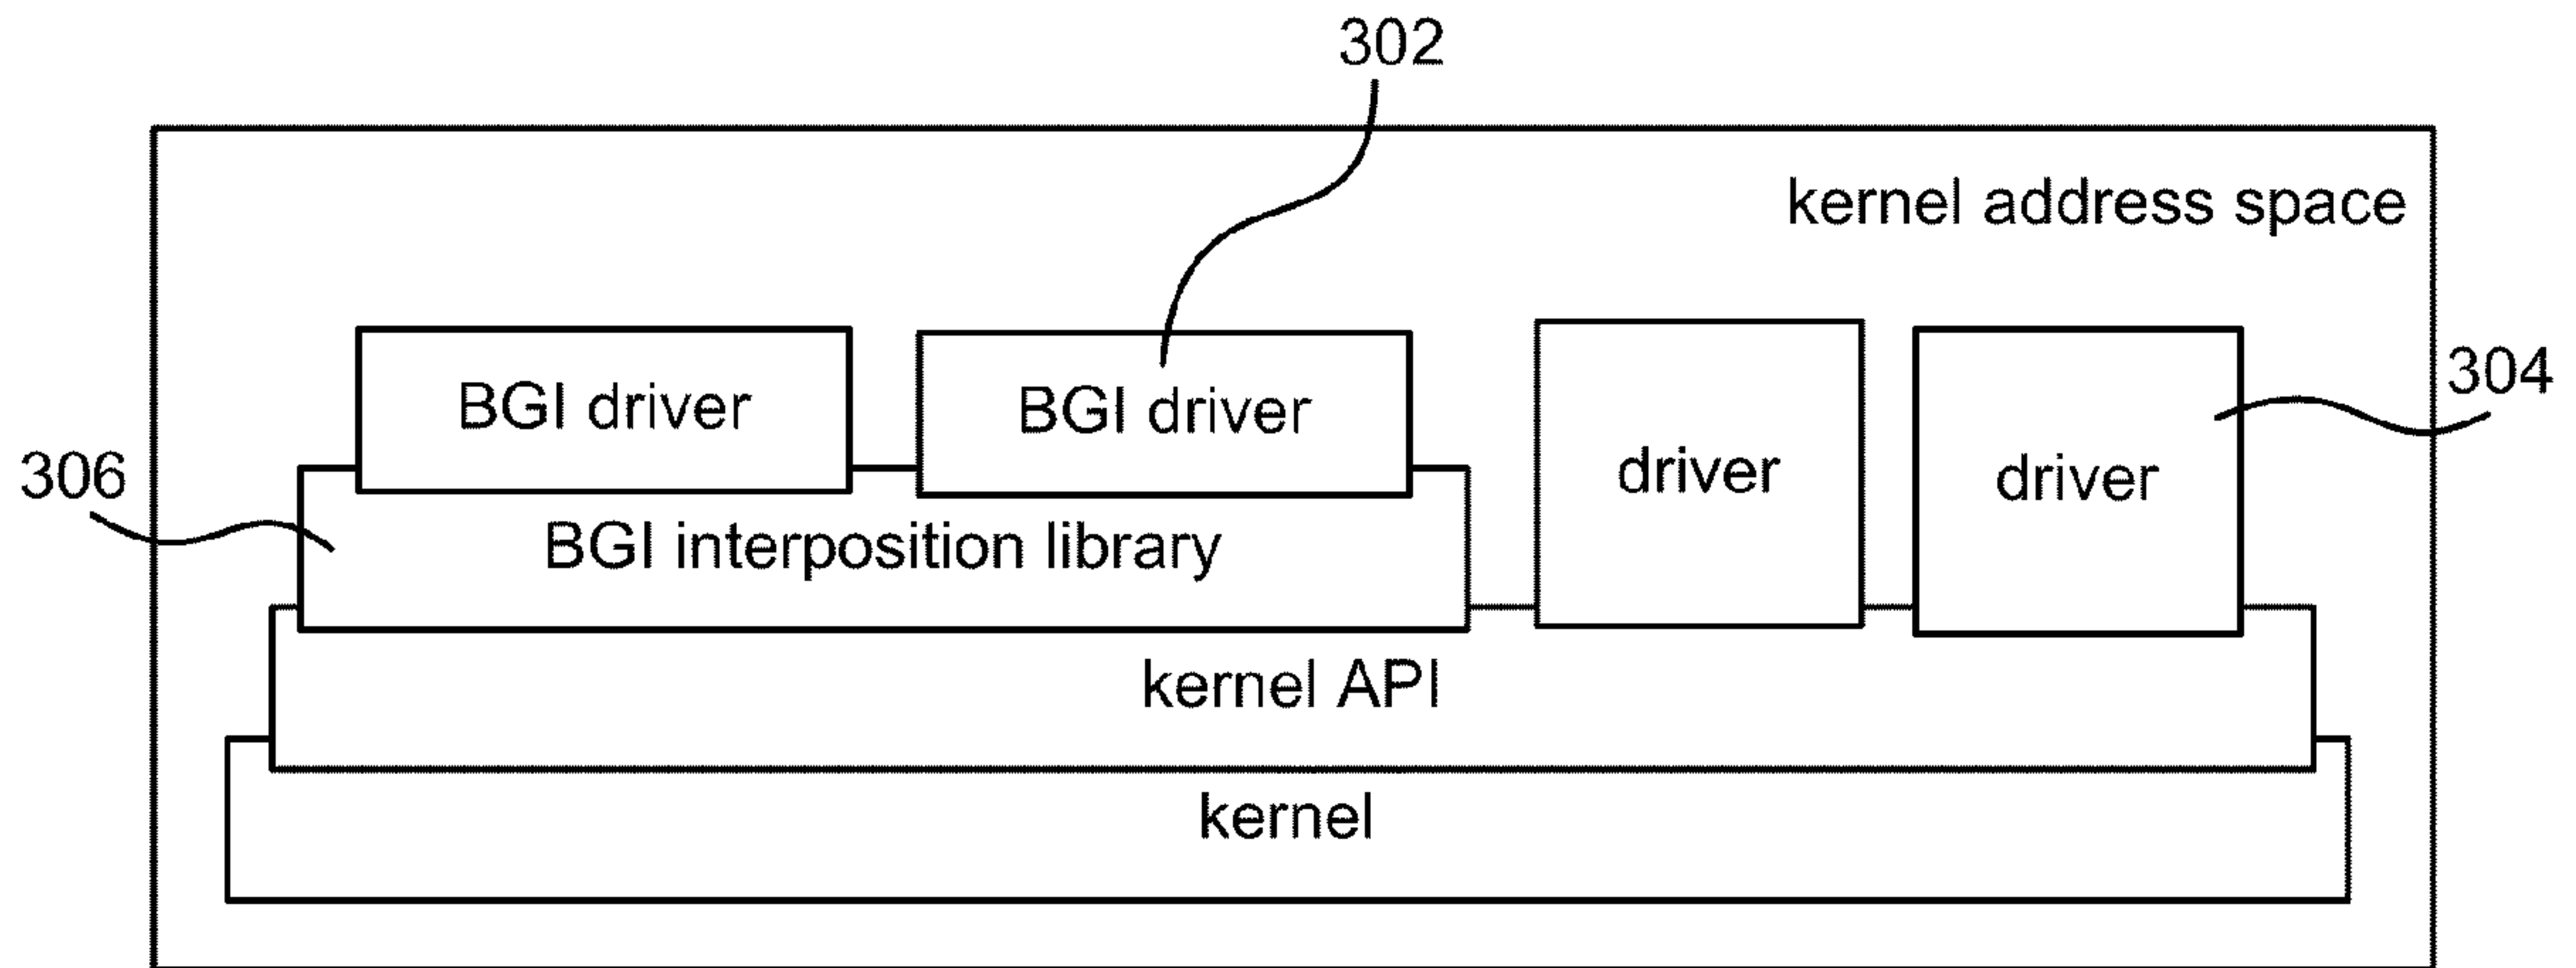 302
kernel address space
304
BGI driver
BGI driver
driver
driver
306
BGI interposition library
kernel API
kernel